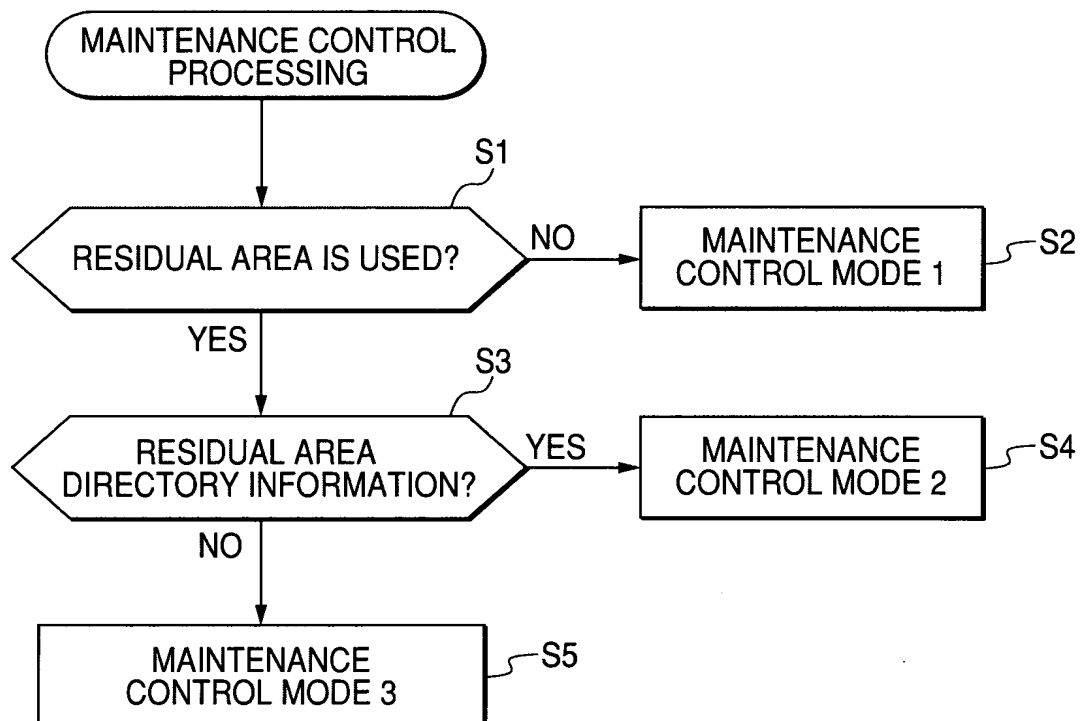 MAINTENANCE CONTROL
PROCESSING
S1
RESIDUAL AREA IS USED?
NO
MAINTENANCE
CONTROL MODE 1
S2
YES
S3
RESIDUAL AREA
DIRECTORY INFORMATION?
YES
MAINTENANCE
CONTROL MODE 2
S4
NO
MAINTENANCE
CONTROL MODE 3
S5